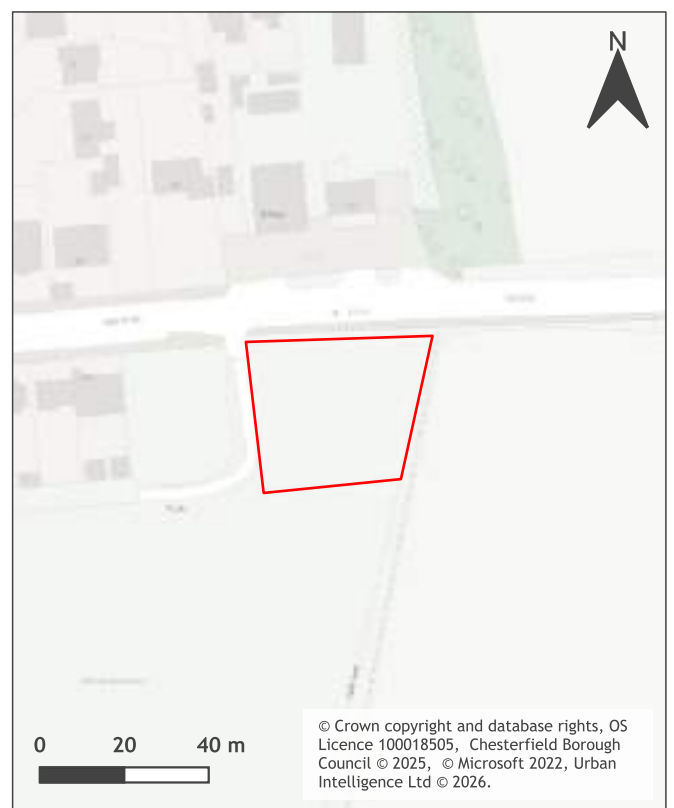 N
0 20 40 m
© Crown copyright and database rights, OS
Licence 100018505, Chesterfield Borough
Council © 2025, © Microsoft 2022, Urban
Intelligence Ltd © 2026.